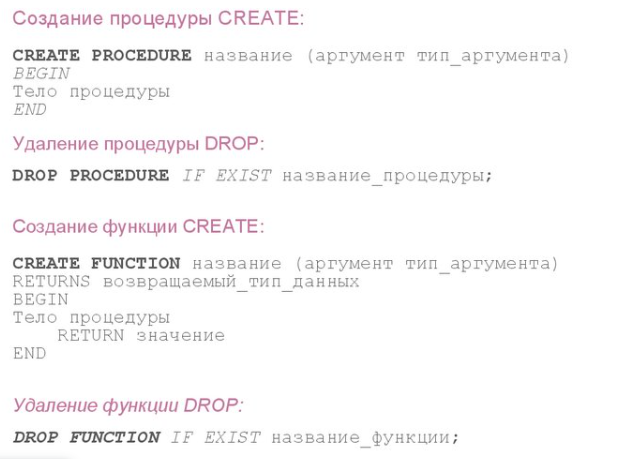 Создание процедуры CREATE:
CREATE PROCEDURE название (аргумент тип_аргумента)
BEGIN
Тело процедуры
END
Удаление процедуры DROP:
DROP PROCEDURE IF EXIST название_процедуры;
Создание функции CREATE:
CREATE FUNCTION название (аргумент тип_аргумента)
RETURNS возвращаемый_тип_данных
BEGIN
Тело процедуры
RETURN значение
END
Удаление функции DROP:
DROP FUNCTION IF EXIST название_функции;